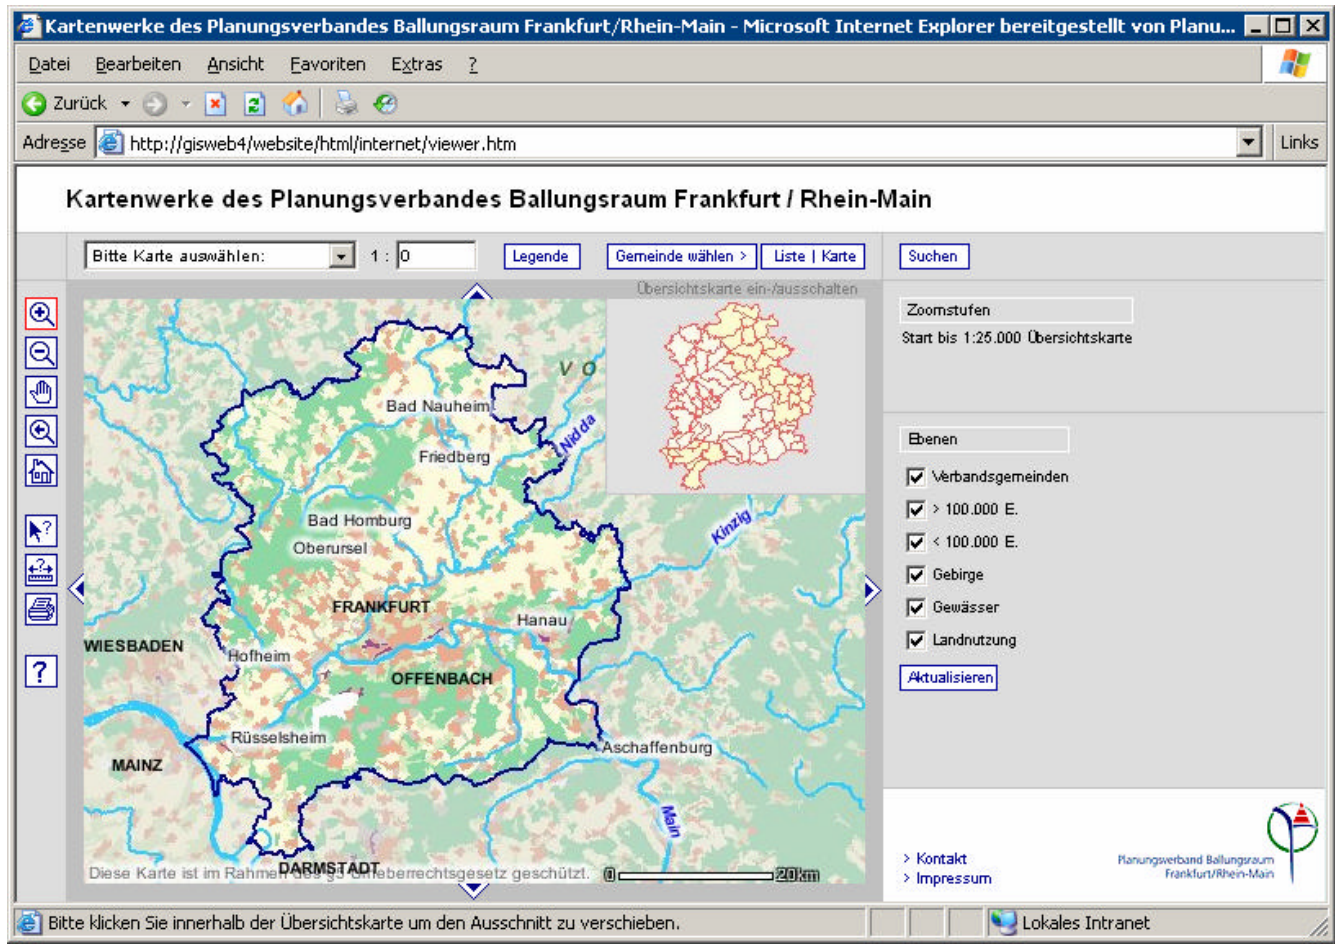 Kartenwerke des Planungsverbandes Ballungsraum Frankfurt/Rhein-Main - Microsoft Internet Explorer bereitgestellt von Planu...
Datei Bearbeiten Ansicht Favoriten Extras ?
Zurück
Adresse http://gisweb4/website/html/internet/viewer.htm Links
Kartenwerke des Planungsverbandes Ballungsraum Frankfurt / Rhein-Main
Bitte Karte auswählen: 1 : 0 Legende Gemeinde wählen > Liste | Karte Suchen
Übersichtskarte ein-/ausschalten
Zoomstufen
Start bis 1:25.000 Übersichtskarte
V O
Bad Nauheim
Nidda
Friedberg
Bad Homburg
Oberursel
Kinzig
FRANKFURT
Hanau
WIESBADEN
Hofheim
OFFENBACH
Rüsselsheim
Aschaffenburg
MAINZ
Main
DARMSTADT
Diese Karte ist im Rahmen des §5 Urheberrechtsgesetz geschützt.
0 20 km
Ebenen
Verbandsgemeinden
> 100.000 E.
< 100.000 E.
Gebirge
Gewässer
Landnutzung
Aktualisieren
?
> Kontakt
> Impressum
Planungsverband Ballungsraum
Frankfurt/Rhein-Main
Bitte klicken Sie innerhalb der Übersichtskarte um den Ausschnitt zu verschieben. Lokales Intranet